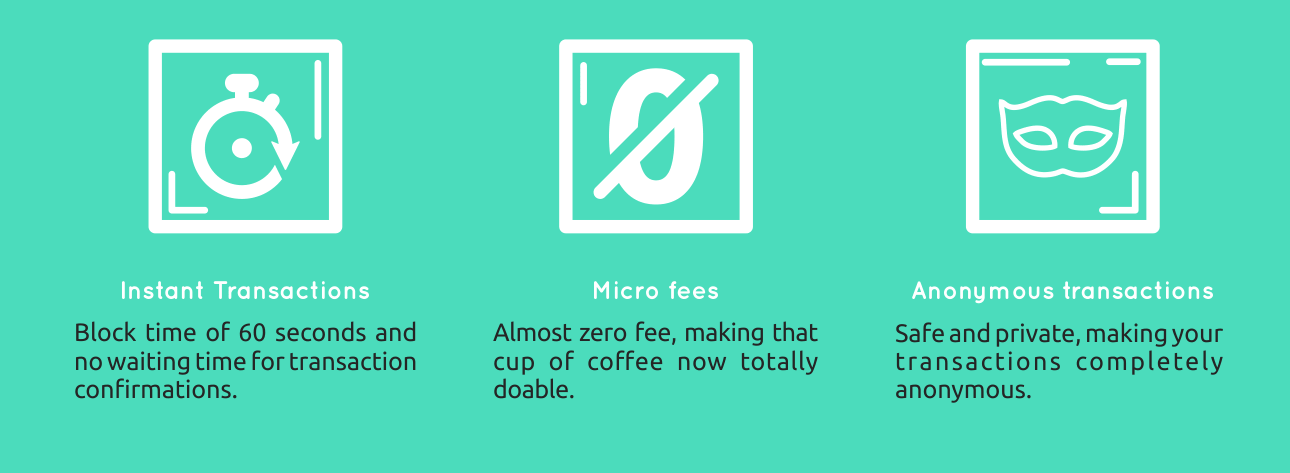 Instant Transactions
Block time of 60 seconds and
no waiting time for transaction
confirmations.
Micro fees
Almost zero fee, making that
cup of coffee now totally
doable.
Anonymous transactions
Safe and private, making your
transactions completely
anonymous.